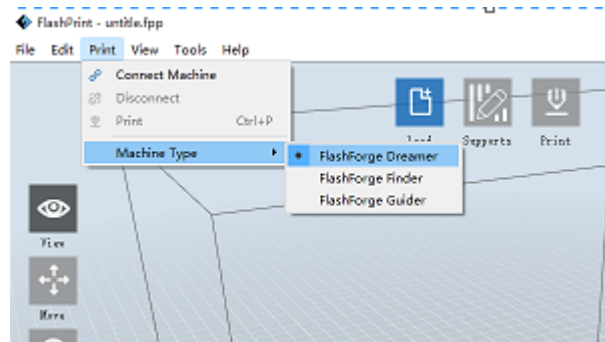 FlashPrint - untitle.fpp
File Edit Print View Tools Help
Connect Machine
Disconnect
Print Ctrl+P
Machine Type
FlashForge Dreamer
FlashForge Finder
FlashForge Guider
Load Supports Print
View
Move